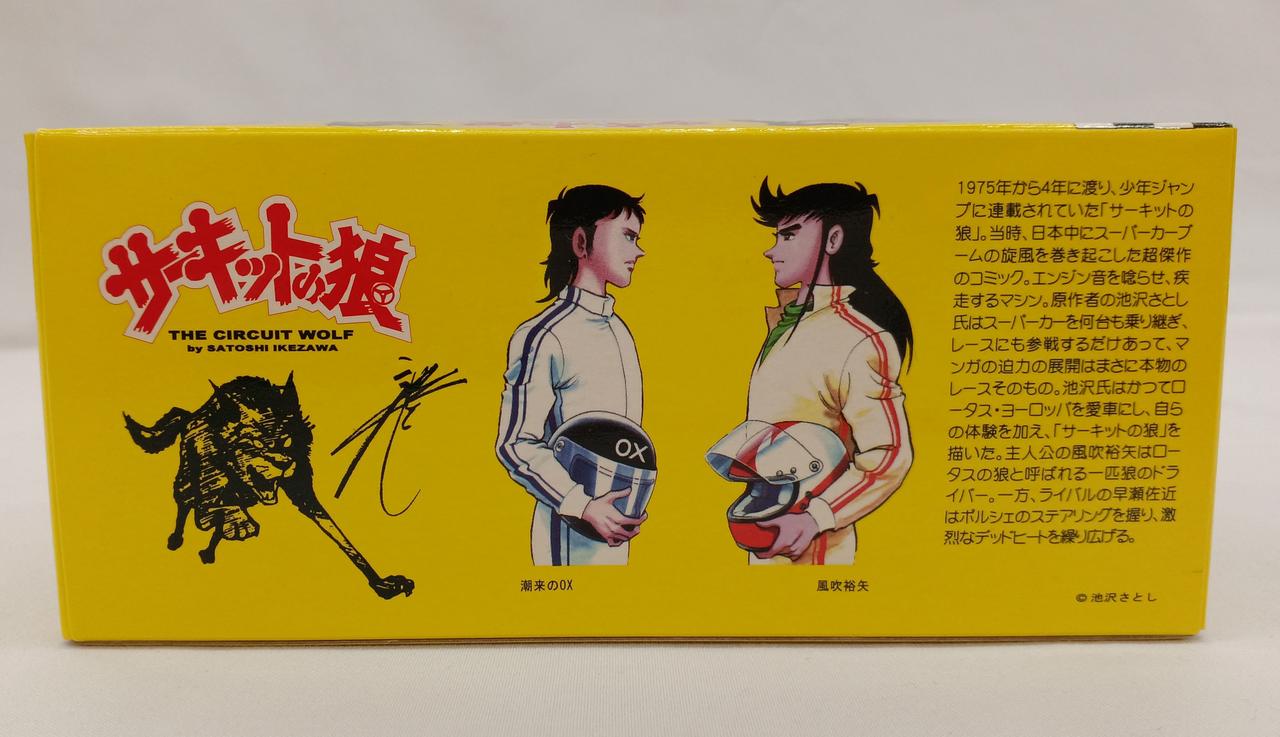 サーキットの狼
THE CIRCUIT WOLF
by SATOSHI IKEZAWA
OX
潮来のOX
風吹裕矢
1975年から4年に渡り、少年ジャン
プに連載されていた「サーキットの
狼」。当時、日本中にスーパーカーブ
ームの旋風を巻き起こした超傑作
のコミック。エンジン音を唸らせ、疾
走するマシン。原作者の池沢さとし
氏はスーパーカーを何台も乗り継ぎ、
レースにも参戦するだけあって、マ
ンガの迫力の展開はまさに本物の
レースそのもの。池沢氏はかつてロ
ータス・ヨーロッパを愛車にし、自ら
の体験を加え、「サーキットの狼」を
描いた。主人公の風吹裕矢はロー
タスの狼と呼ばれる一匹狼のドラ
イバー。一方、ライバルの早瀬佐近
はポルシェのステアリングを握り、激
烈なデッドヒートを繰り広げる。
© 池沢さとし